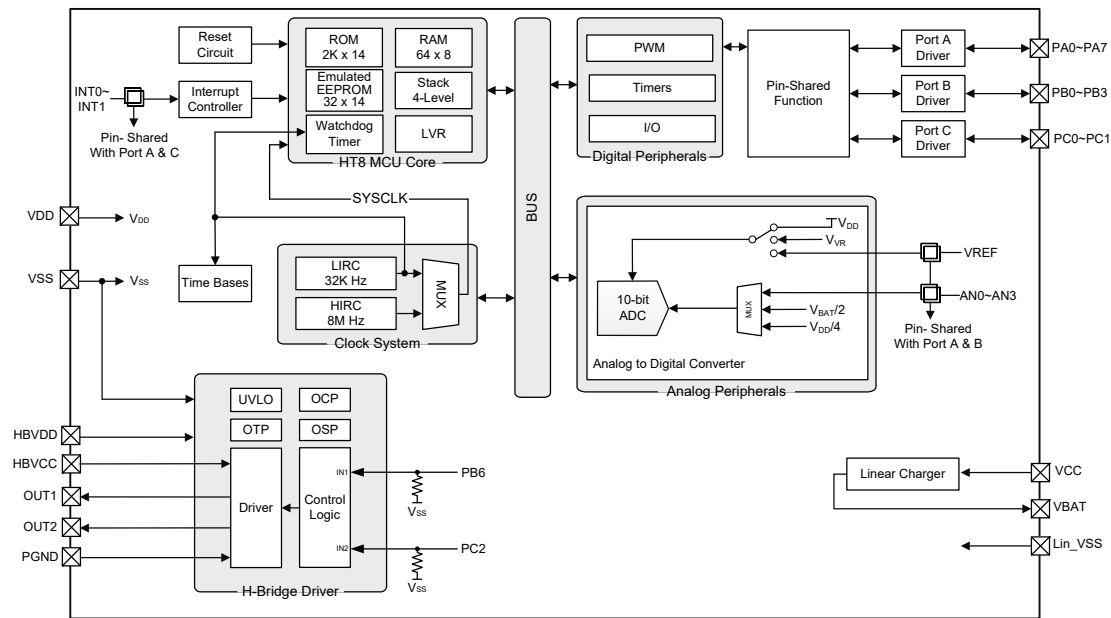 Reset
Circuit
INT0~
INT1
Pin- Shared
With Port A & C
Interrupt
Controller
ROM
2K x 14
RAM
64 x 8
Emulated
EEPROM
32 x 14
Stack
4-Level
Watchdog
Timer
LVR
HT8 MCU Core
SYSCLK
VDD
VDD
VSS
VSS
Time Bases
LIRC
32K Hz
HIRC
8M Hz
MUX
Clock System
BUS
PWM
Timers
I/O
Digital Peripherals
Pin-Shared
Function
Port A
Driver
Port B
Driver
Port C
Driver
PA0~PA7
PB0~PB3
PC0~PC1
VDD
VVR
VREF
10-bit
ADC
MUX
VBAT/2
VDD/4
AN0~AN3
Pin- Shared
With Port A & B
Analog to Digital Converter
Analog Peripherals
UVLO
OCP
OTP
OSP
HBVDD
HBVCC
OUT1
OUT2
PGND
Driver
Control
Logic
IN1
IN2
PB6
VSS
PC2
VSS
H-Bridge Driver
Linear Charger
VCC
VBAT
Lin_VSS